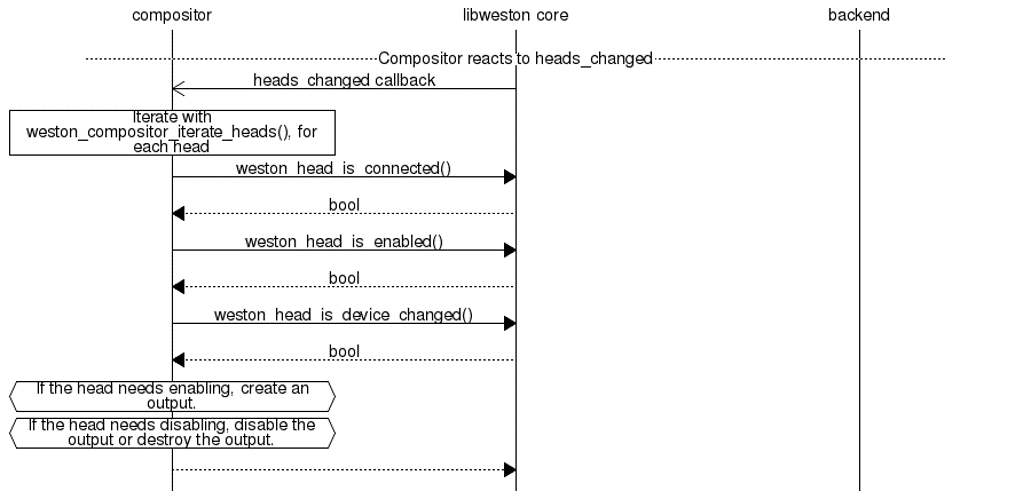 compositor
libweston core
backend
Compositor reacts to heads_changed
heads_changed callback
Iterate with
weston_compositor_iterate_heads(), for
each head
weston_head_is_connected()
bool
weston_head_is_enabled()
bool
weston_head_is_device_changed()
bool
If the head needs enabling, create an
output.
If the head needs disabling, disable the
output or destroy the output.